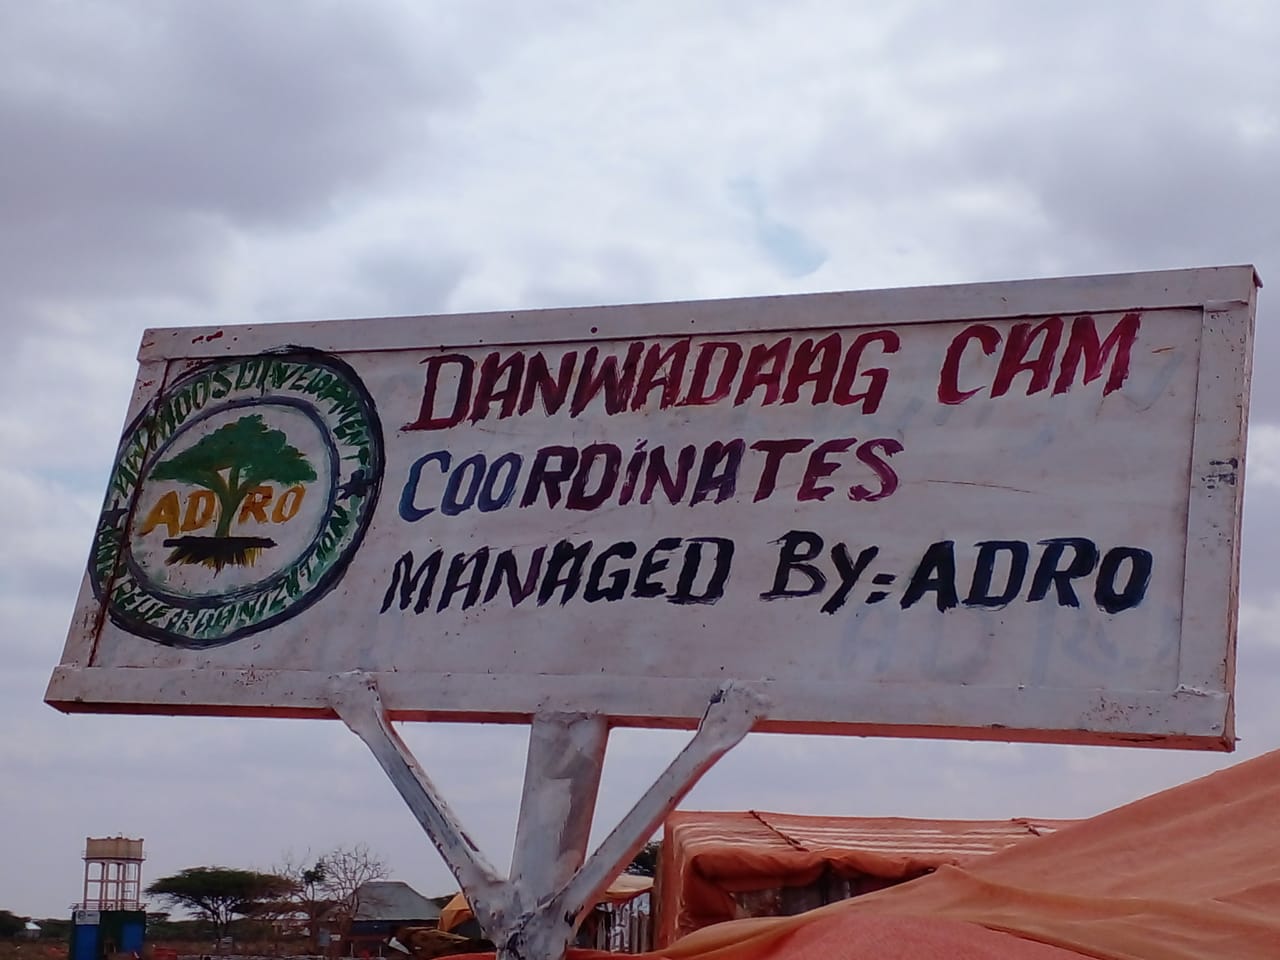 DANWADAAG CAM
COORDINATES
MANAGED BY: ADRO
ADRO